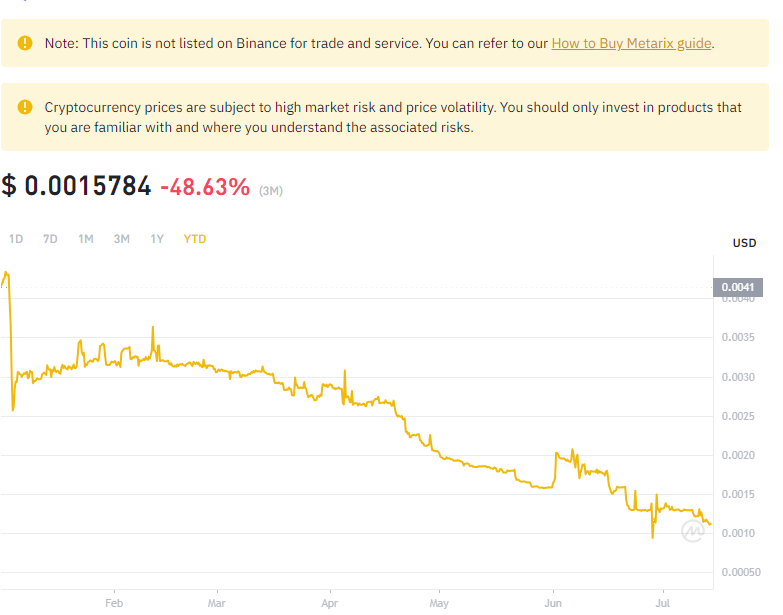 Note: This coin is not listed on Binance for trade and service. You can refer to our How to Buy Metarix guide.
Cryptocurrency prices are subject to high market risk and price volatility. You should only invest in products that
you are familiar with and where you understand the associated risks.
$ 0.0015784 -48.63% (3M)
1D 7D 1M 3M 1Y YTD
USD
0.0041
0.0040
0.0035
0.0030
0.0025
0.0020
0.0015
0.0010
0.00050
Feb Mar Apr May Jun Jul